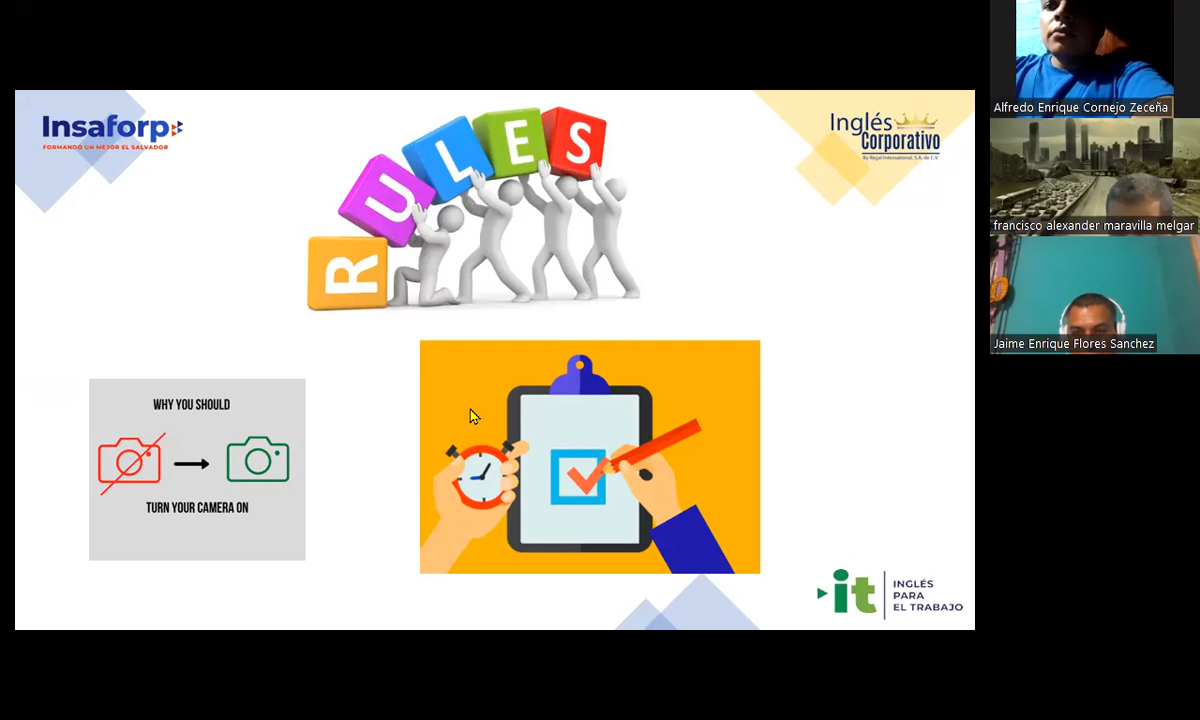 Insaforp
FORMANDO UN MEJOR EL SALVADOR
RULES
Inglés
Corporativo
By Regal International, S.A. de C.V.
WHY YOU SHOULD
TURN YOUR CAMERA ON
it
INGLÉS
PARA
EL TRABAJO
Alfredo Enrique Cornejo Zeceña
francisco alexander maravilla melgar
Jaime Enrique Flores Sanchez